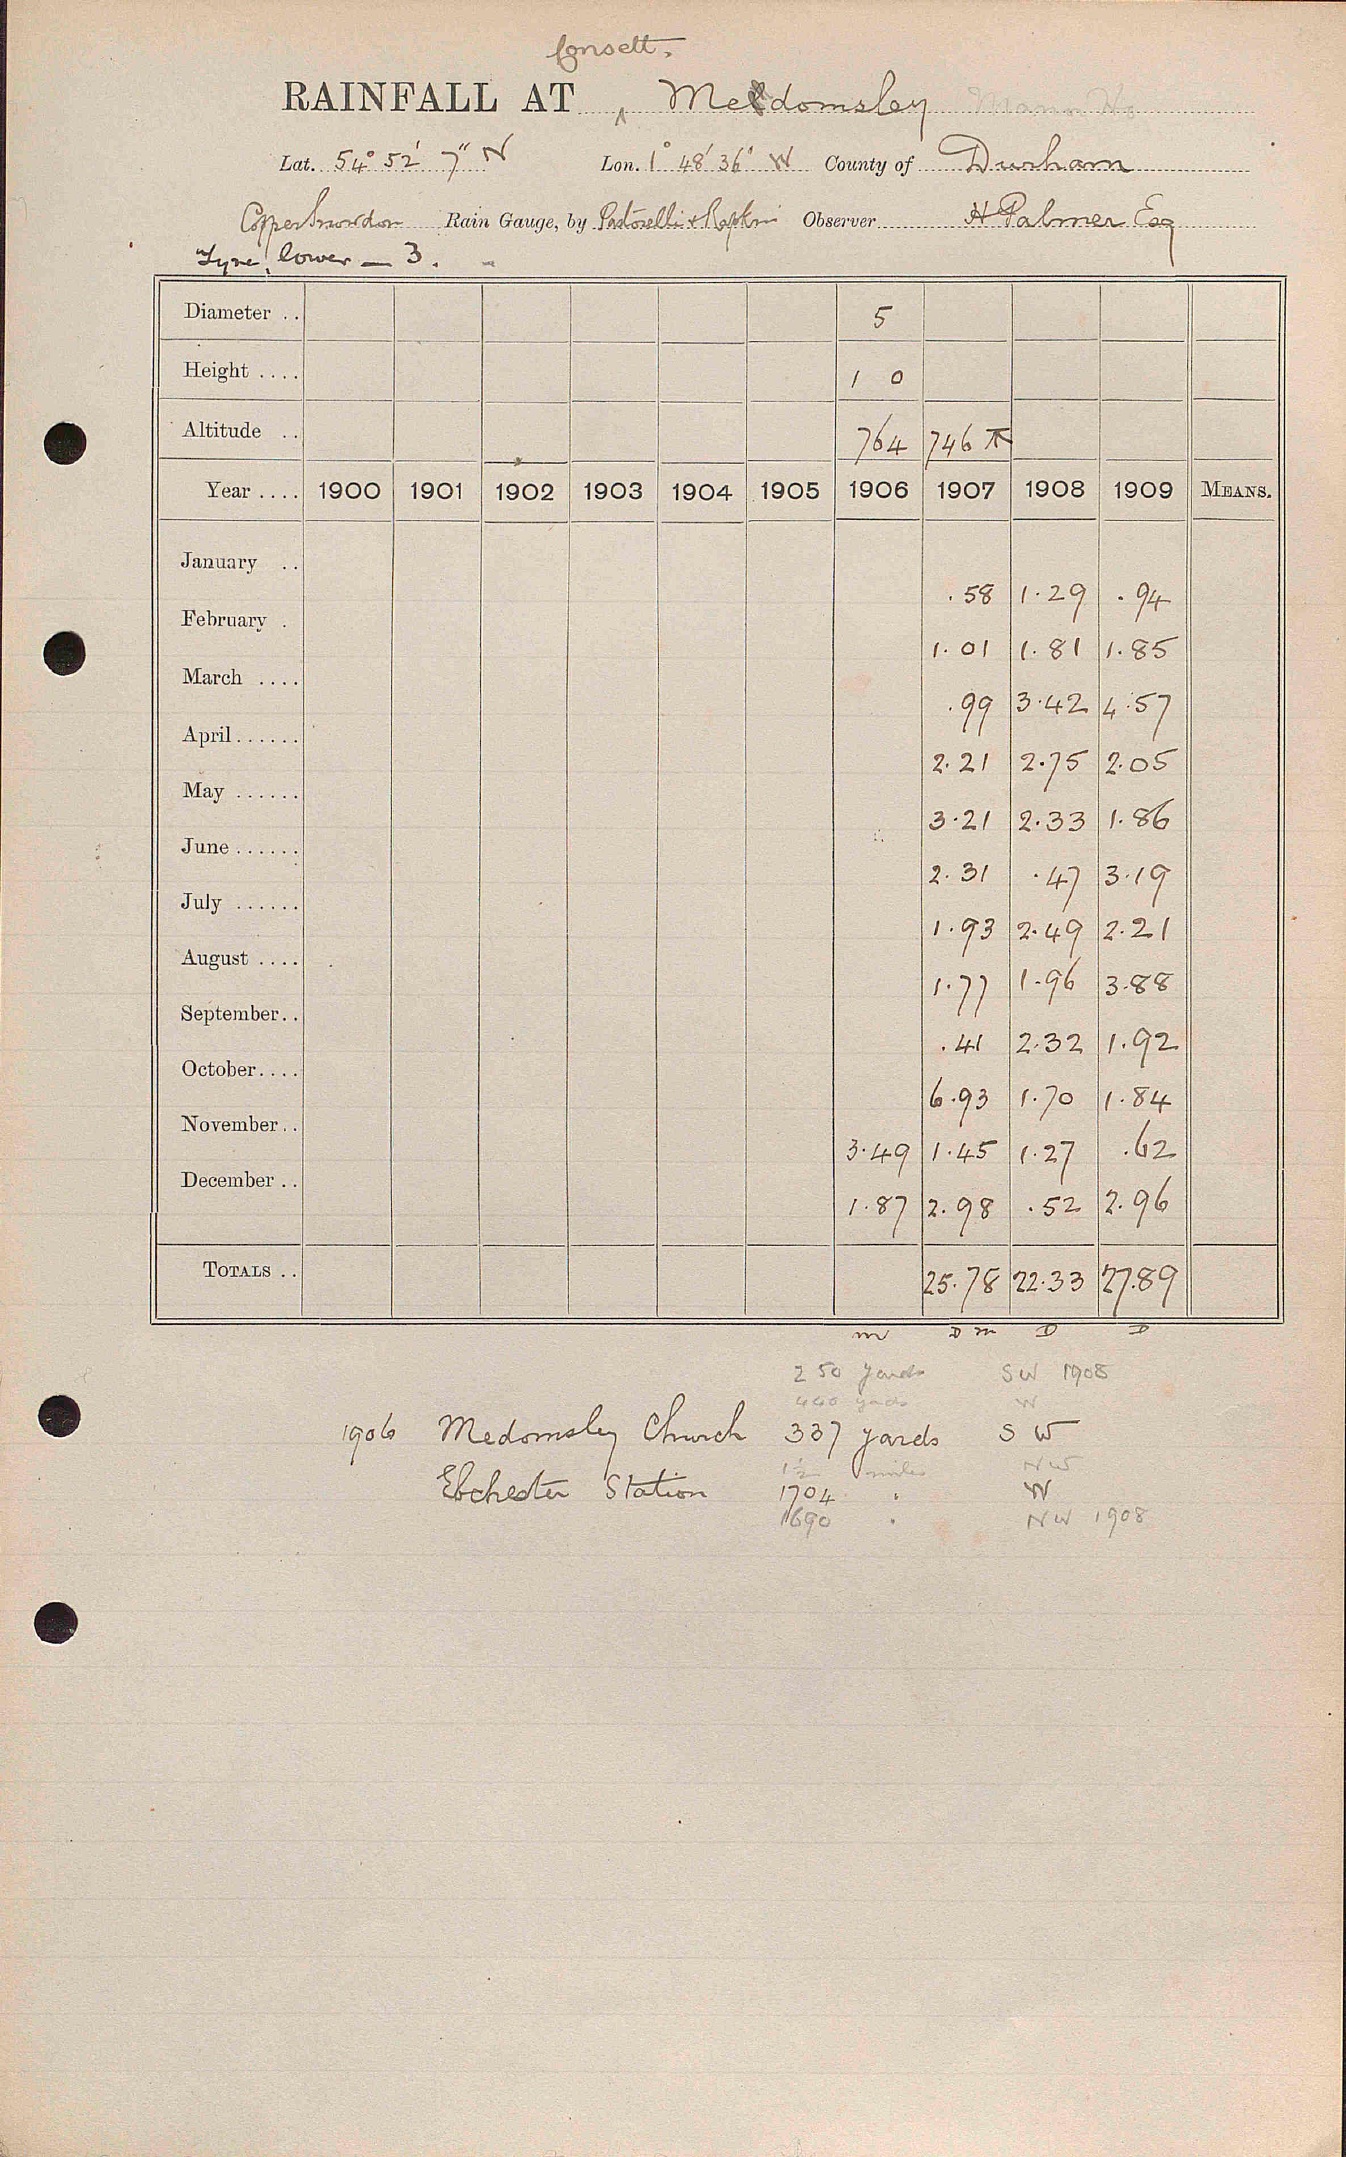 Consett.
RAINFALL AT Medomsley Manor Ho
Lat. 54° 52' 7" N Lon. 1° 48' 36" W County of Durham
Copper Snowdon Rain Gauge, by Pastorelli & Rapkin Observer H Palmer Esq
Tyne, lower — 3.
Diameter .. 5
Height .... 1 0
Altitude .. 764 746
Year .... 1900 1901 1902 1903 1904 1905 1906 1907 1908 1909 MEANS.
January .. .58 1.29 .94
February . 1.01 1.81 1.85
March .... .99 3.42 4.57
April...... 2.21 2.75 2.05
May ...... 3.21 2.33 1.86
June ...... 2.31 .47 3.19
July ...... 1.93 2.49 2.21
August .... 1.77 1.96 3.88
September.. .41 2.32 1.92
October.... 6.93 1.70 1.84
November.. 3.49 1.45 1.27 .62
December .. 1.87 2.98 .52 2.96
TOTALS .. 25.78 22.33 27.89
m D m D D
250 yards SW 1908
440 yards W
1906 Medomsley Church 337 yards S W
1½ miles NW
Ebchester Station 1704 " W
1690 " NW 1908